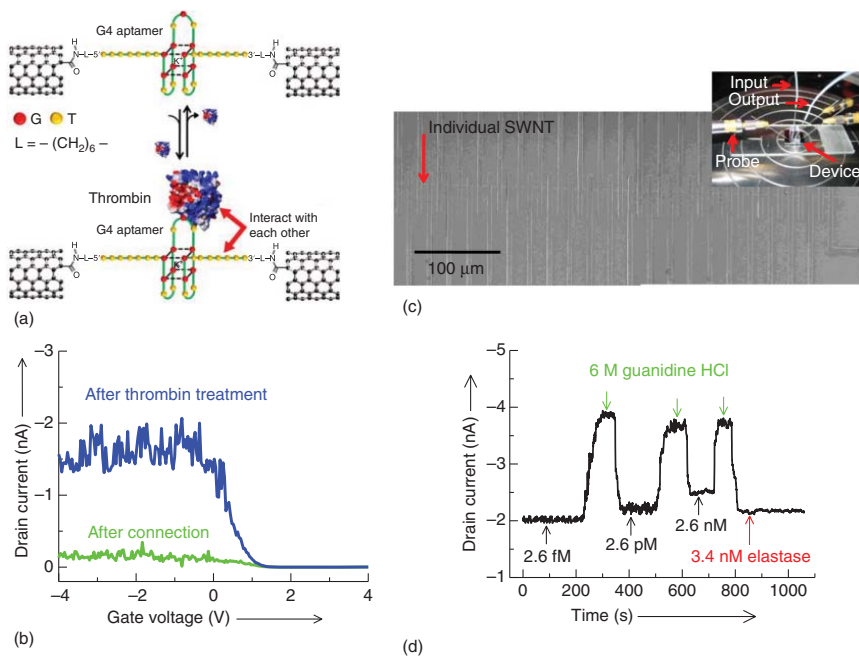 G4 aptamer
H
N–L–5′
3′–L–N
H
O
K⁺
O
G
T
L = – (CH₂)₆ –
Thrombin
G4 aptamer
Interact with
each other
H
N–L–5′
3′–L–N
H
O
K⁺
O
(a)
Individual SWNT
100 μm
Input
Output
Probe
Device
(c)
–3
–2
–1
0
Drain current (nA)
After thrombin treatment
After connection
–4
–2
0
2
4
Gate voltage (V)
(b)
–5
–4
–3
–2
–1
Drain current (nA)
6 M guanidine HCl
2.6 fM
2.6 pM
2.6 nM
3.4 nM elastase
0
200
400
600
800
1000
Time (s)
(d)